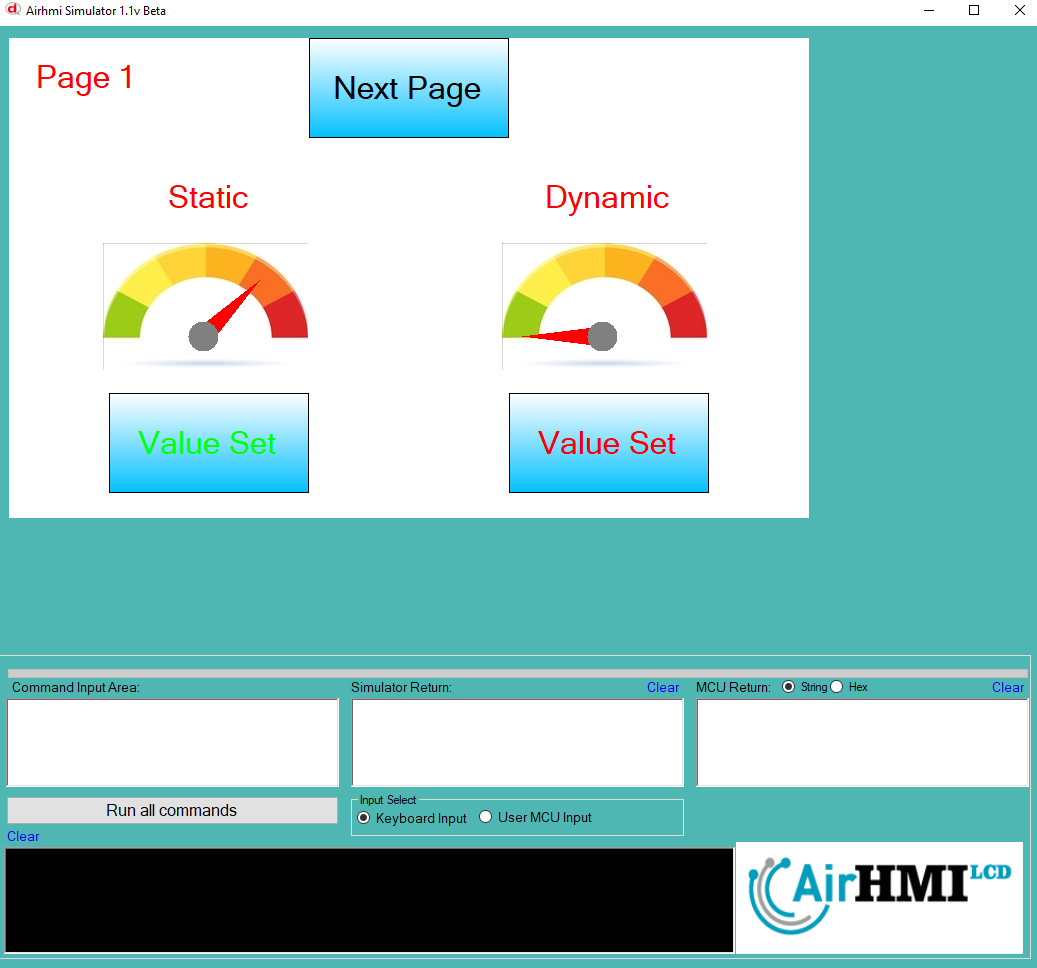 Airhmi Simulator 1.1v Beta
Page 1
Next Page
Static
Dynamic
Value Set
Value Set
Command Input Area:
Simulator Return:
Clear
MCU Return:
String
Hex
Clear
Run all commands
Input Select
Keyboard Input
User MCU Input
Clear
AirHMI LCD